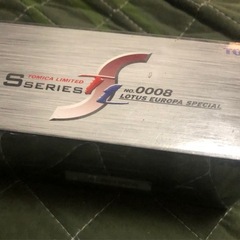 TOMICA LIMITED
S SERIES
NO.0008
LOTUS EUROPA SPECIAL